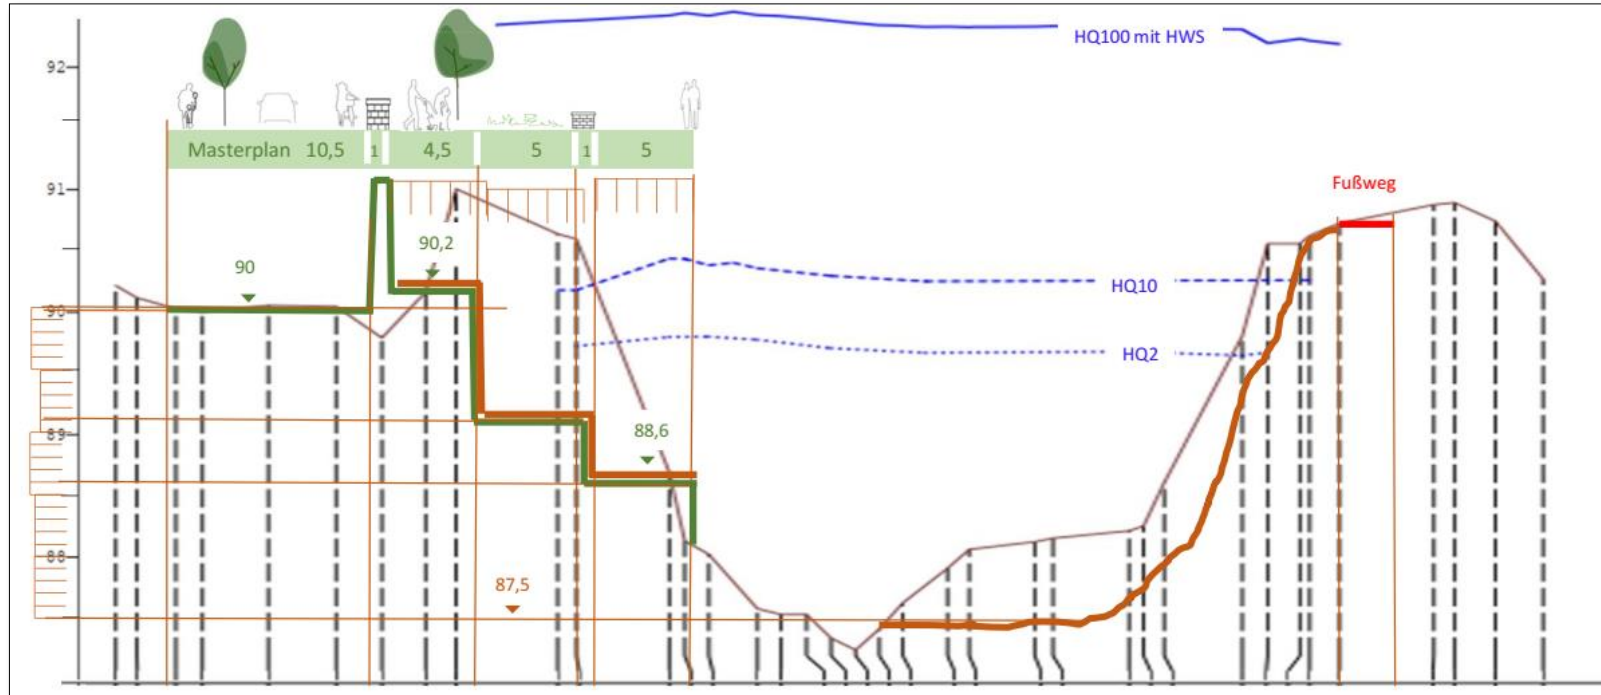 HQ100 mit HWS
92
Masterplan 10,5 1 4,5 5 1 5
91
Fußweg
90,2
90
HQ10
90
HQ2
89
88,6
88
87,5